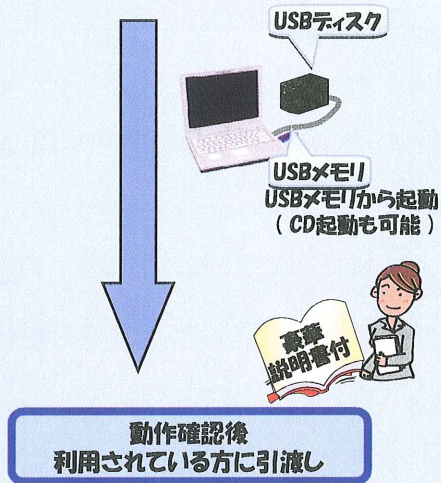 USBディスク
USBメモリ
USBメモリから起動
( CD起動も可能 )
豪華
説明書付
動作確認後
利用されている方に引渡し